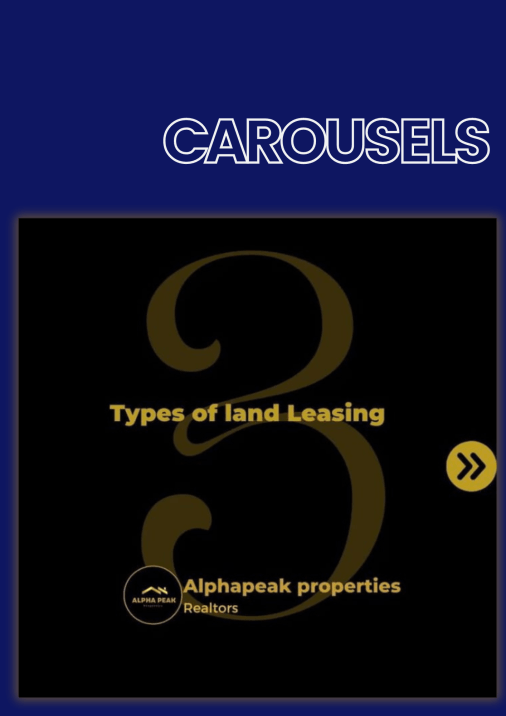 CAROUSELS
3
Types of land Leasing
Alphapeak properties
Realtors
ALPHA PEAK